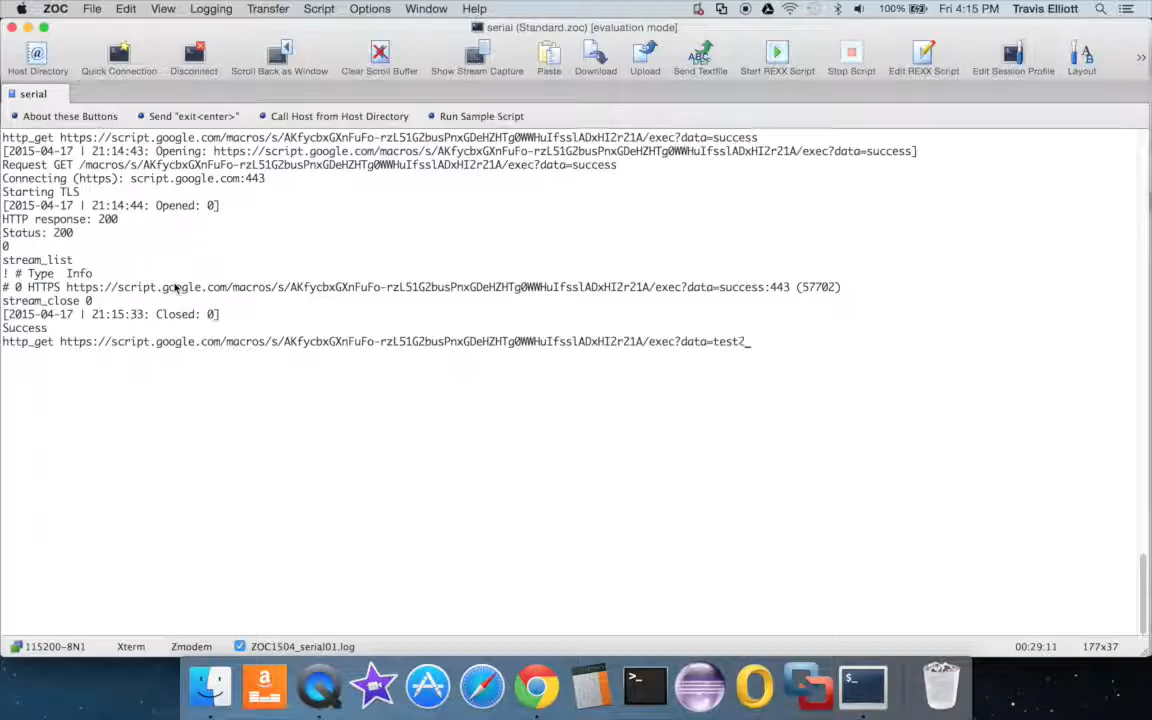 ZOC File Edit View Logging Transfer Script Options Window Help 100% Fri 4:15 PM Travis Elliott
serial (Standard.zoc) [evaluation mode]
Host Directory Quick Connection Disconnect Scroll Back as Window Clear Scroll Buffer Show Stream Capture Paste Download Upload Send Textfile Start REXX Script Stop Script Edit REXX Script Edit Session Profile Layout
serial
About these Buttons Send "exit<enter>" Call Host from Host Directory Run Sample Script
http_get https://script.google.com/macros/s/AKfycbxGXnFuFo-rzL51G2busPnxGDeHZHTg0WWHuIfsslADxHI2r21A/exec?data=success
[2015-04-17 | 21:14:43: Opening: https://script.google.com/macros/s/AKfycbxGXnFuFo-rzL51G2busPnxGDeHZHTg0WWHuIfsslADxHI2r21A/exec?data=success]
Request GET /macros/s/AKfycbxGXnFuFo-rzL51G2busPnxGDeHZHTg0WWHuIfsslADxHI2r21A/exec?data=success
Connecting (https): script.google.com:443
Starting TLS
[2015-04-17 | 21:14:44: Opened: 0]
HTTP response: 200
Status: 200
0
stream_list
! # Type Info
# 0 HTTPS https://script.google.com/macros/s/AKfycbxGXnFuFo-rzL51G2busPnxGDeHZHTg0WWHuIfsslADxHI2r21A/exec?data=success:443 (57702)
stream_close 0
[2015-04-17 | 21:15:33: Closed: 0]
Success
http_get https://script.google.com/macros/s/AKfycbxGXnFuFo-rzL51G2busPnxGDeHZHTg0WWHuIfsslADxHI2r21A/exec?data=test2_
115200-8N1 Xterm Zmodem ZOC1504_serial01.log 00:29:11 177x37